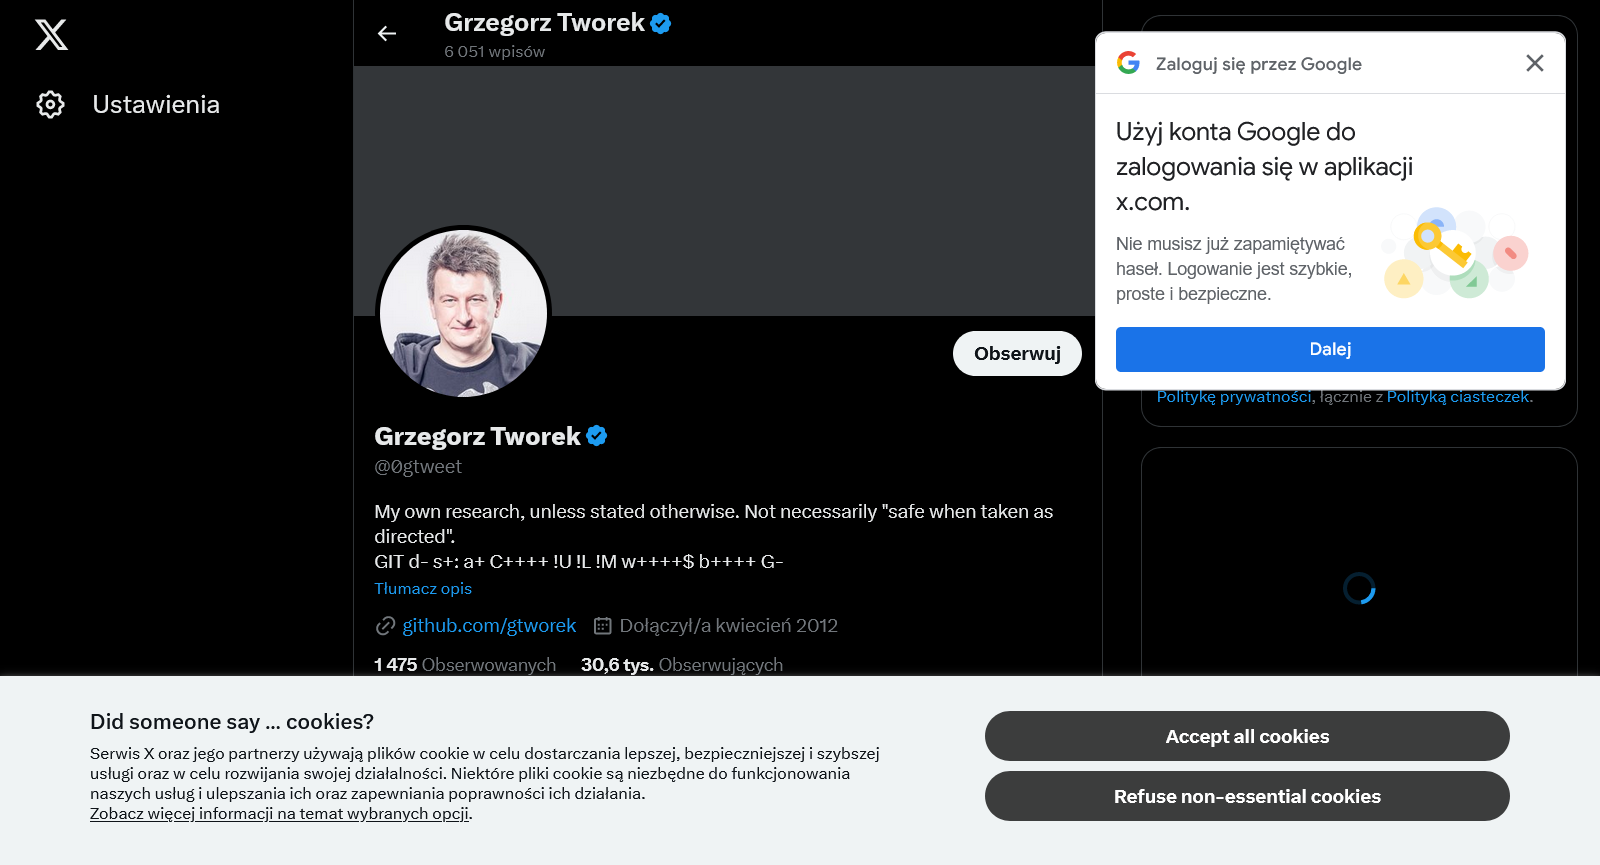 Ustawienia
Grzegorz Tworek
6 051 wpisów
Obserwuj
Grzegorz Tworek
@0gtweet
My own research, unless stated otherwise. Not necessarily "safe when taken as
directed".
GIT d- s+: a+ C++++ !U !L !M w++++$ b++++ G-
Tłumacz opis
github.com/gtworek Dołączył/a kwiecień 2012
1 475 Obserwowanych 30,6 tys. Obserwujących
Zaloguj się przez Google
Użyj konta Google do
zalogowania się w aplikacji
x.com.
Nie musisz już zapamiętywać
haseł. Logowanie jest szybkie,
proste i bezpieczne.
Dalej
Politykę prywatności, łącznie z Polityką ciasteczek.
Did someone say … cookies?
Serwis X oraz jego partnerzy używają plików cookie w celu dostarczania lepszej, bezpieczniejszej i szybszej
usługi oraz w celu rozwijania swojej działalności. Niektóre pliki cookie są niezbędne do funkcjonowania
naszych usług i ulepszania ich oraz zapewniania poprawności ich działania.
Zobacz więcej informacji na temat wybranych opcji.
Accept all cookies
Refuse non-essential cookies